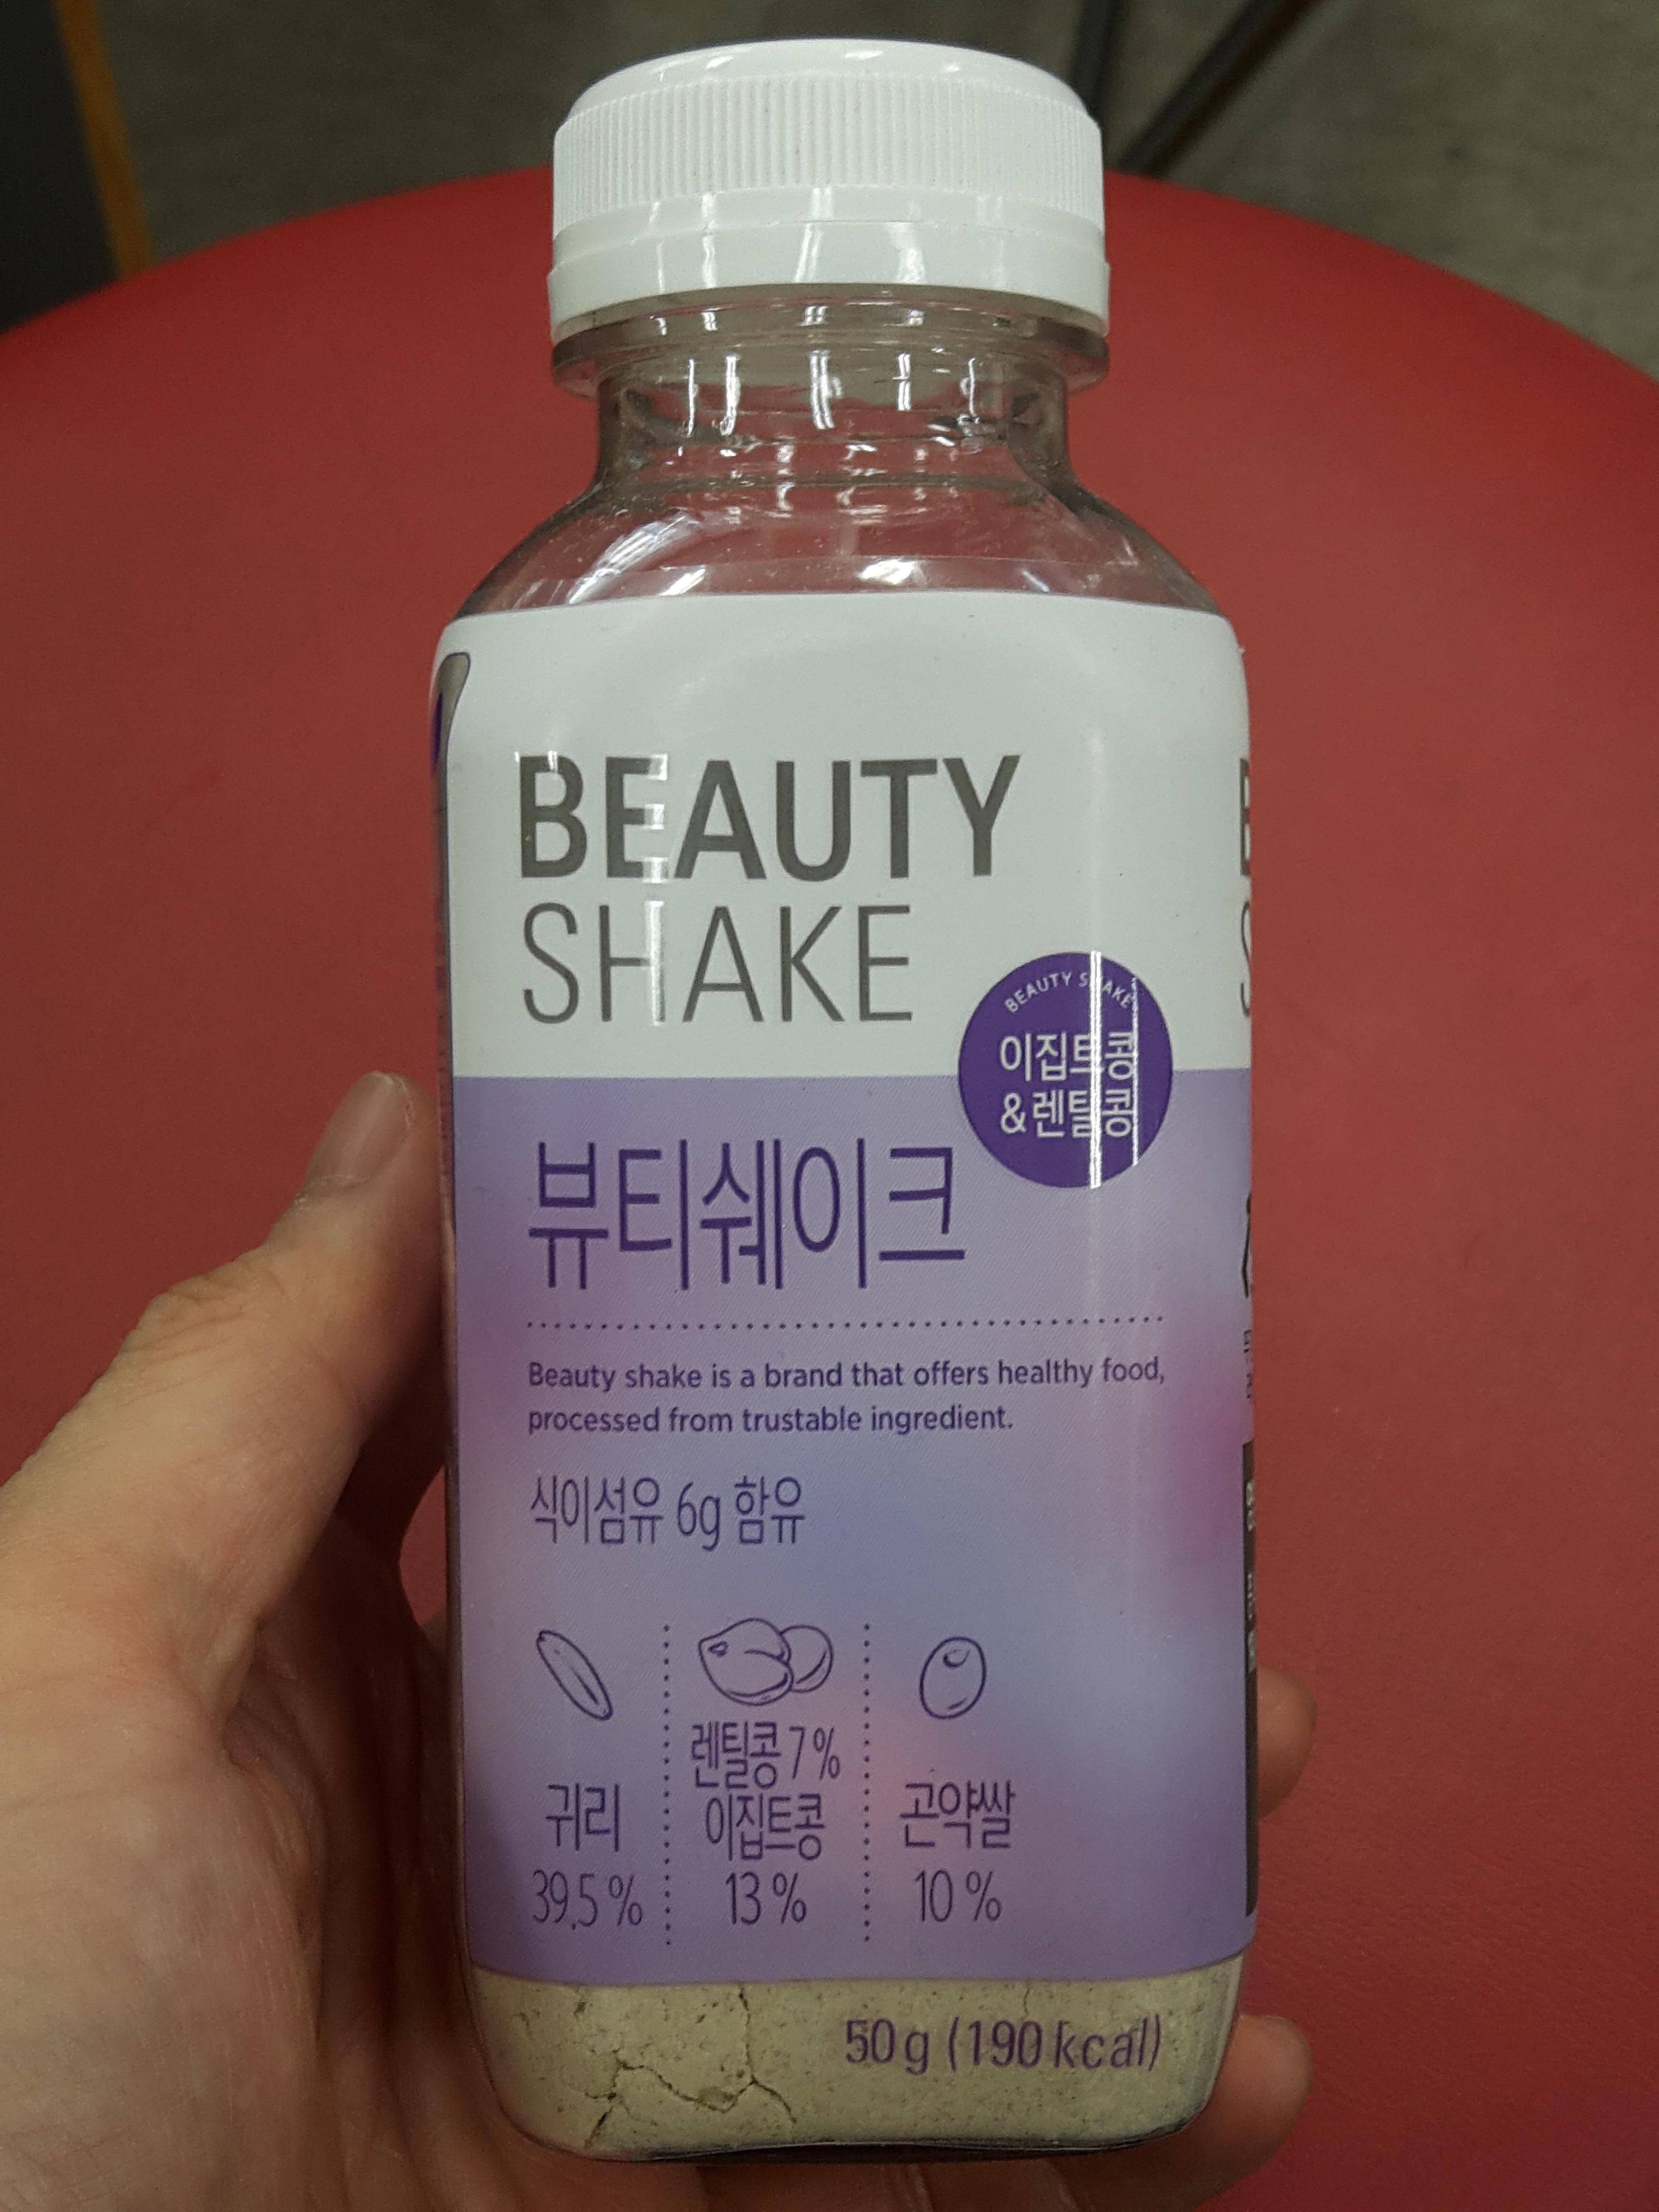 BEAUTY
SHAKE
BEAUTY SHAKE
이집트콩
&렌틸콩
뷰티쉐이크
Beauty shake is a brand that offers healthy food,
processed from trustable ingredient.
식이섬유 6g 함유
귀리
39.5%
렌틸콩 7%
이집트콩
13%
곤약쌀
10%
50g (190 kcal)